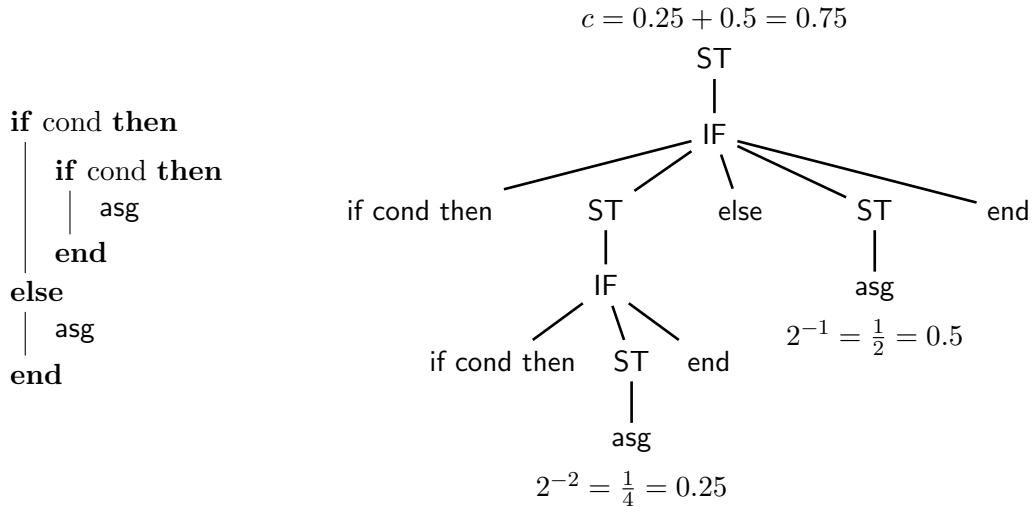 if cond then
if cond then
asg
end
else
asg
end
c = 0.25 + 0.5 = 0.75
ST
IF
if cond then ST else ST end
IF asg
2^{-1} = \frac{1}{2} = 0.5
if cond then ST end
asg
2^{-2} = \frac{1}{4} = 0.25